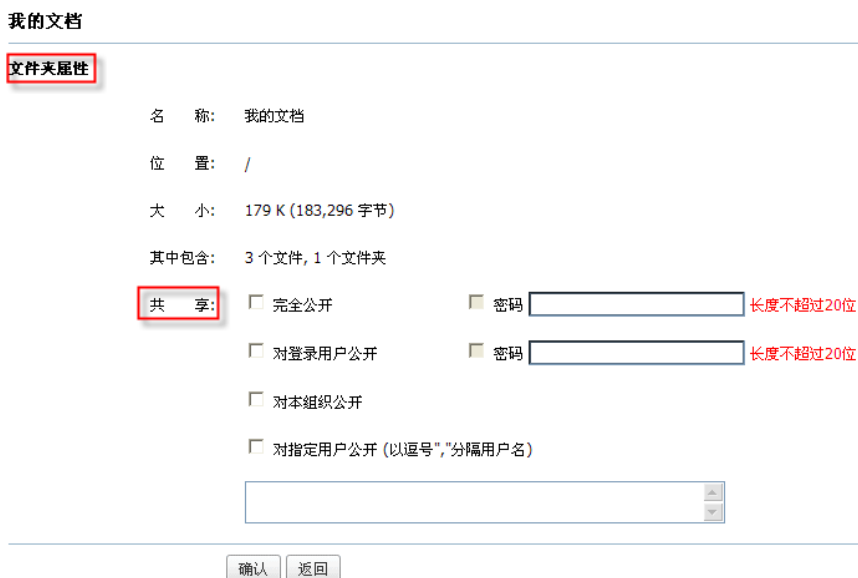 我的文档
文件夹属性
名 称: 我的文档
位 置: /
大 小: 179 K (183,296 字节)
其中包含: 3 个文件, 1 个文件夹
共 享: 完全公开 密码 长度不超过20位
对登录用户公开 密码 长度不超过20位
对本组织公开
对指定用户公开 (以逗号","分隔用户名)
确认 返回